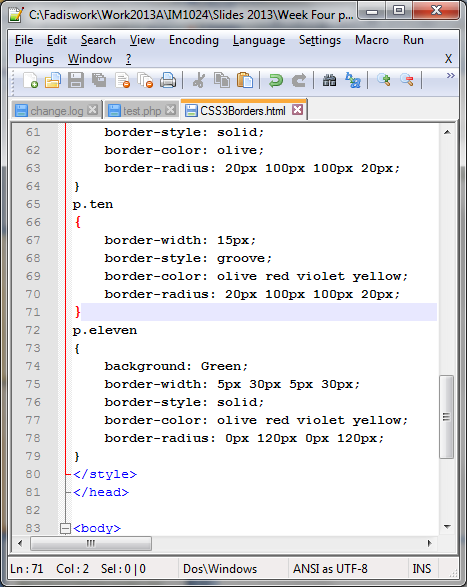 C:\Fadiswork\Work2013A\IM1024\Slides 2013\Week Four p...
File Edit Search View Encoding Language Settings Macro Run
Plugins Window ? X
change.log test.php CSS3Borders.html
61 border-style: solid;
62 border-color: olive;
63 border-radius: 20px 100px 100px 20px;
64 }
65 p.ten
66 {
67 border-width: 15px;
68 border-style: groove;
69 border-color: olive red violet yellow;
70 border-radius: 20px 100px 100px 20px;
71 }
72 p.eleven
73 {
74 background: Green;
75 border-width: 5px 30px 5px 30px;
76 border-style: solid;
77 border-color: olive red violet yellow;
78 border-radius: 0px 120px 0px 120px;
79 }
80 </style>
81 </head>
82
83 <body>
Ln : 71 Col : 2 Sel : 0 | 0 Dos\Windows ANSI as UTF-8 INS